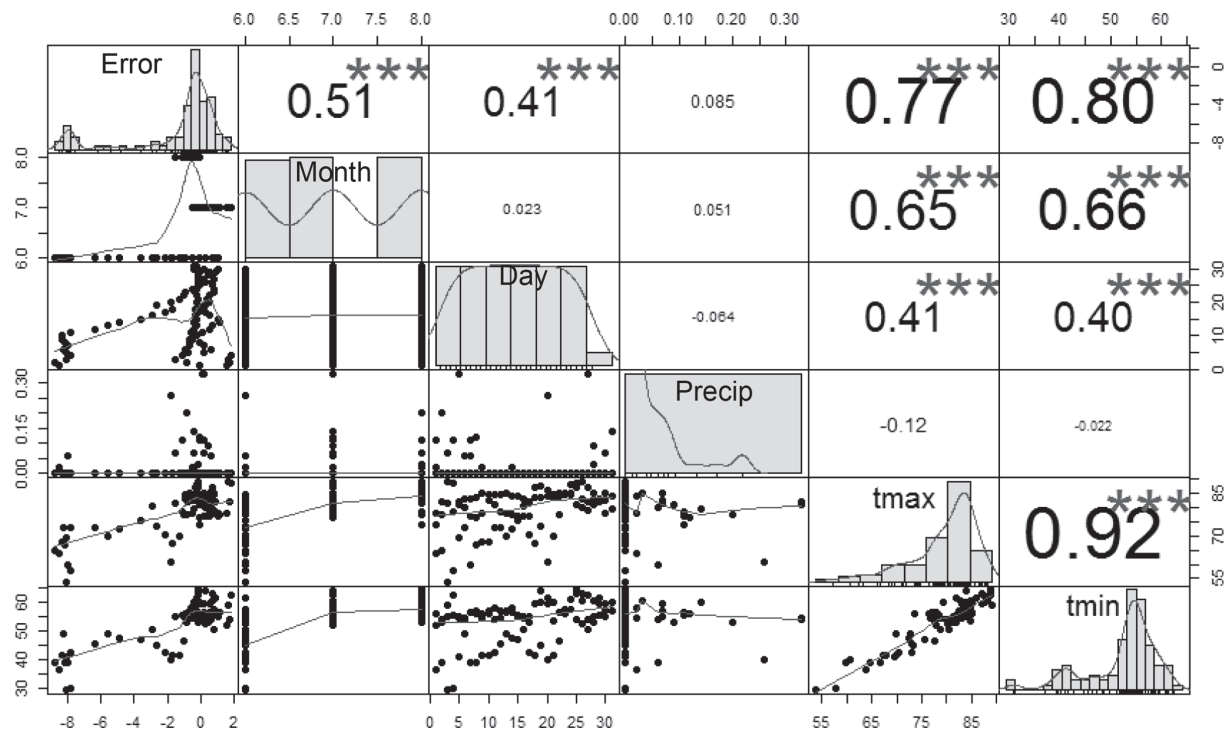 6.0 6.5 7.0 7.5 8.0 0.00 0.10 0.20 0.30 30 40 50 60
Error 0.51 *** 0.41 *** 0.085 0.77 *** 0.80 *** 0 -4 -8
8.0 7.0 6.0 Month 0.023 0.051 0.65 *** 0.66 ***
Day -0.064 0.41 *** 0.40 *** 30 20 10 0
0.30 0.15 0.00 Precip -0.12 -0.022
tmax 0.92 *** 85 70 55
60 50 40 30 tmin
-8 -6 -4 -2 0 2 0 5 10 15 20 25 30 55 65 75 85